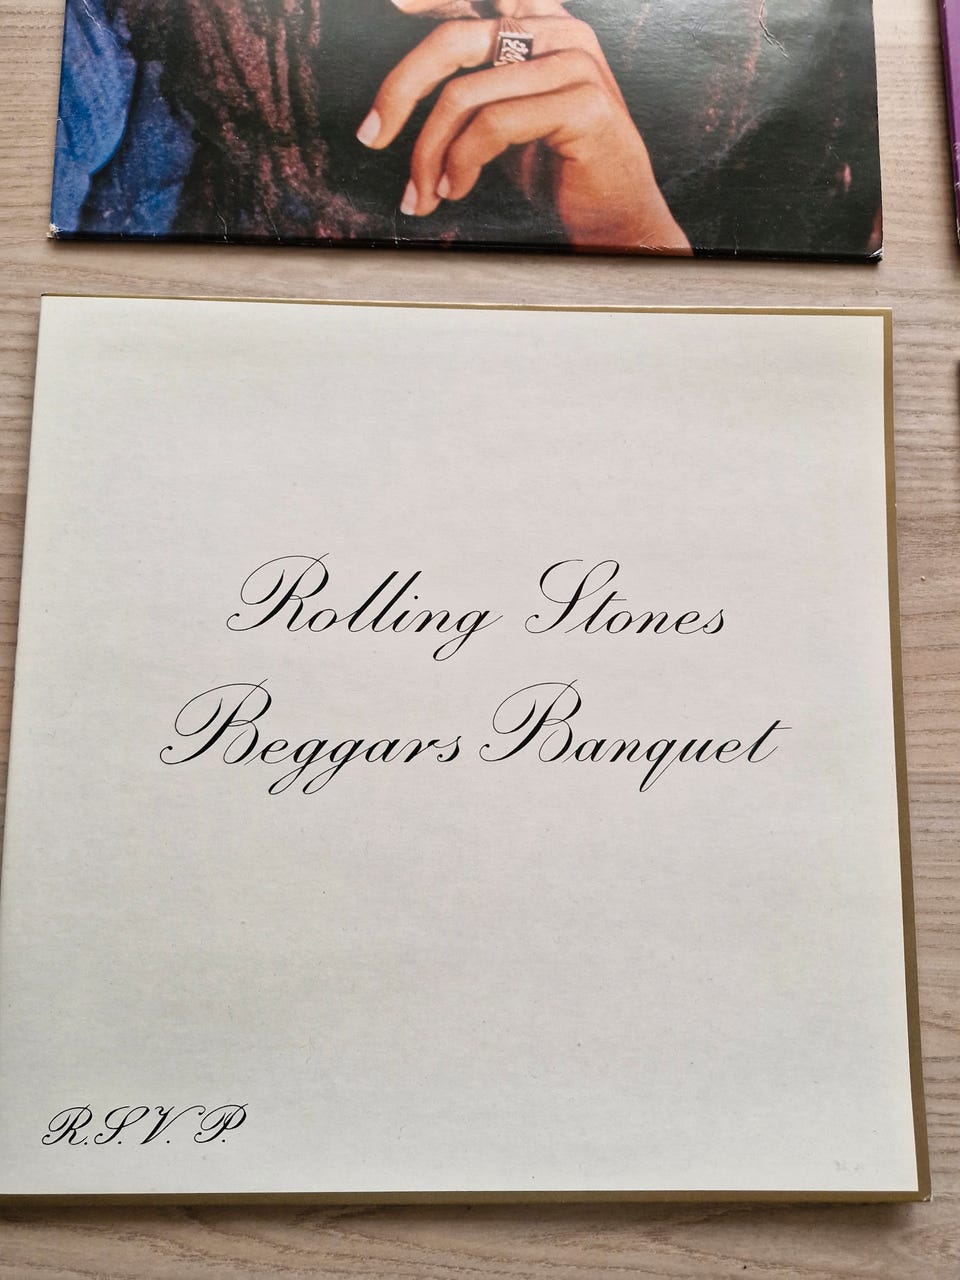 Rolling Stones
Beggars Banquet
R.S.V.P.